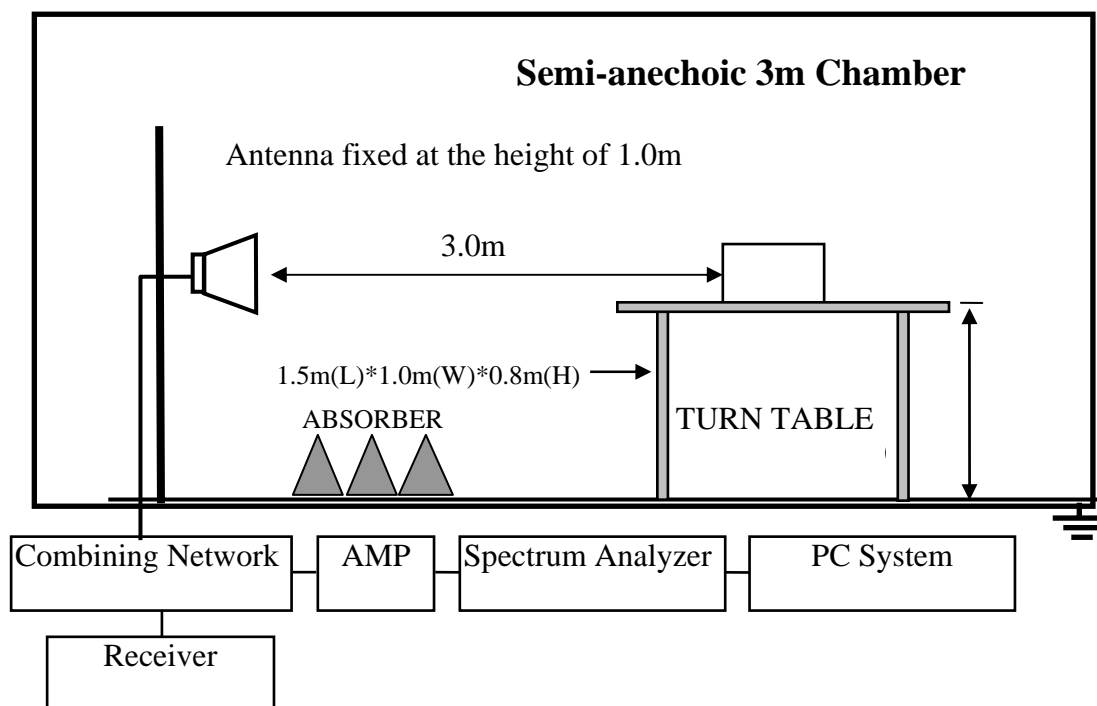 Semi-anechoic 3m Chamber
Antenna fixed at the height of 1.0m
3.0m
1.5m(L)*1.0m(W)*0.8m(H)
ABSORBER
TURN TABLE
Combining Network
AMP
Spectrum Analyzer
PC System
Receiver